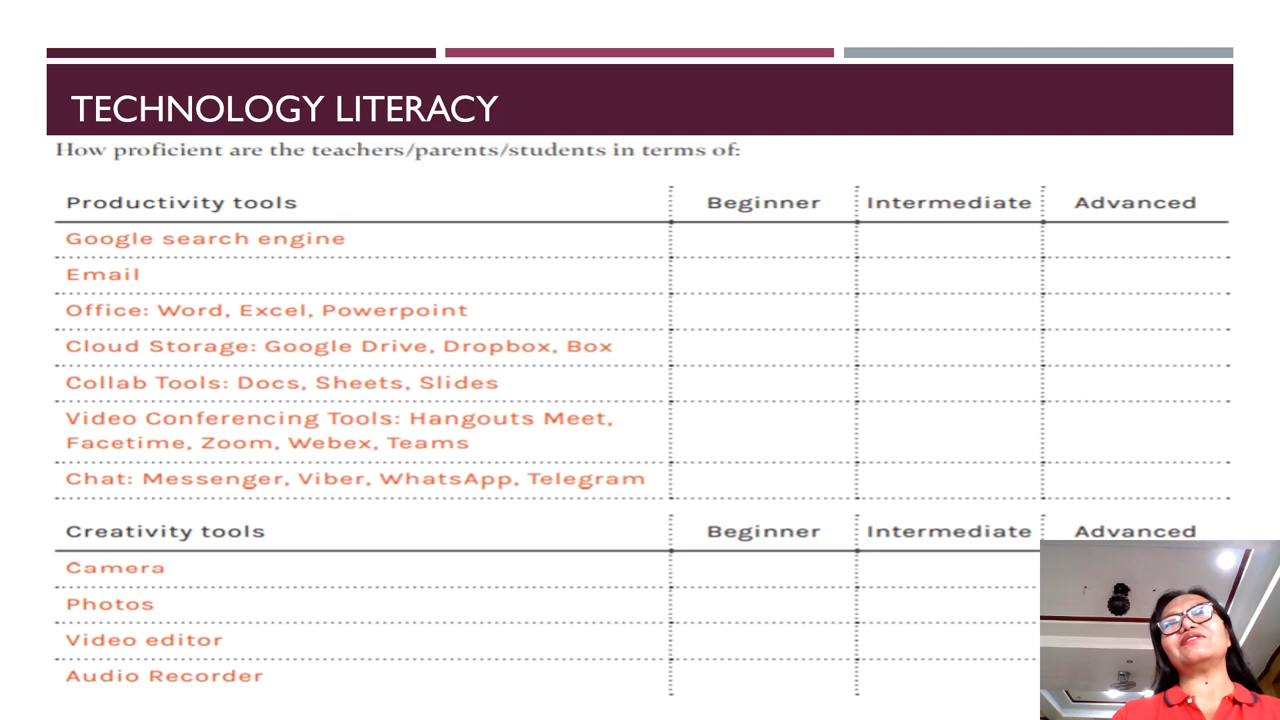 TECHNOLOGY LITERACY
How proficient are the teachers/parents/students in terms of:
Productivity tools Beginner Intermediate Advanced
Google search engine
Email
Office: Word, Excel, Powerpoint
Cloud Storage: Google Drive, Dropbox, Box
Collab Tools: Docs, Sheets, Slides
Video Conferencing Tools: Hangouts Meet,
Facetime, Zoom, Webex, Teams
Chat: Messenger, Viber, WhatsApp, Telegram
Creativity tools Beginner Intermediate Advanced
Camera
Photos
Video editor
Audio Recorder